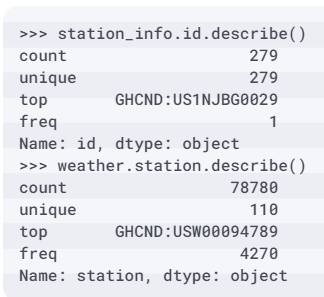 >>> station_info.id.describe()
count                     279
unique                    279
top        GHCND:US1NJBG0029
freq                        1
Name: id, dtype: object
>>> weather.station.describe()
count                   78780
unique                    110
top        GHCND:USW00094789
freq                     4270
Name: station, dtype: object